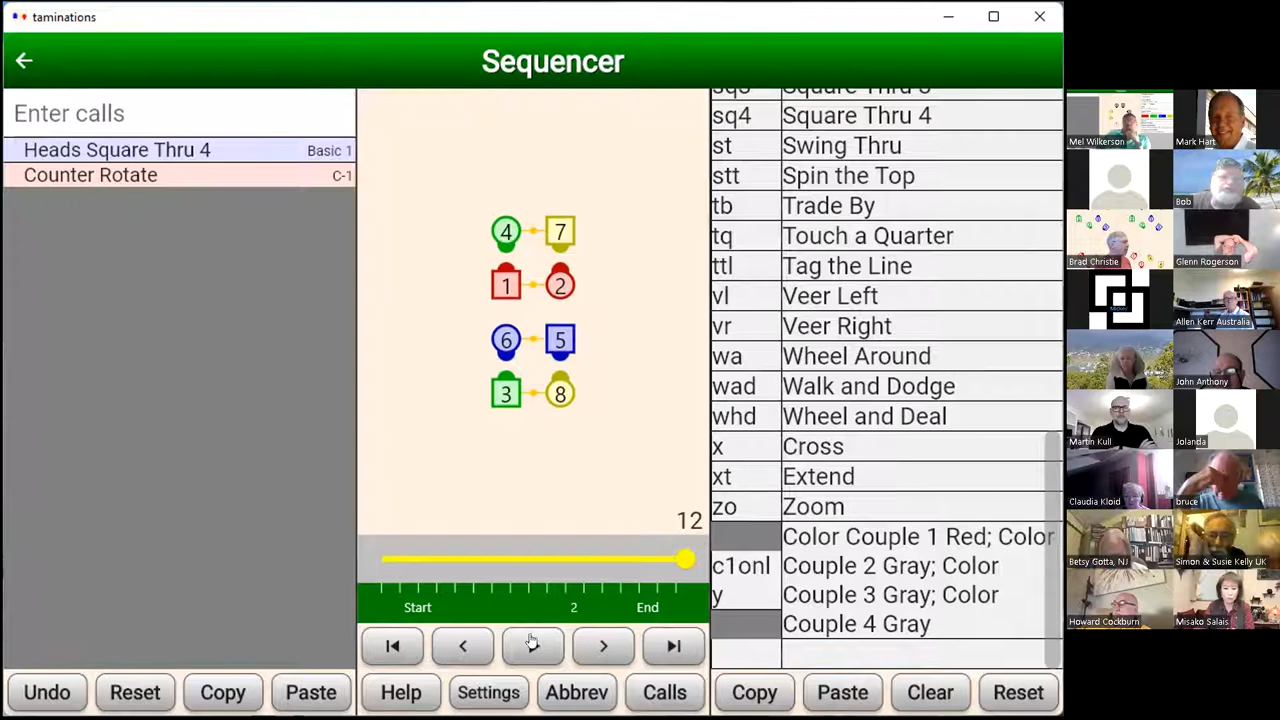 taminations
Sequencer
Enter calls
Heads Square Thru 4 Basic 1
Counter Rotate C-1
4 7
1 2
6 5
3 8
12
Start 2 End
Undo Reset Copy Paste
Help Settings Abbrev Calls
sq3 Square Thru 3
sq4 Square Thru 4
st Swing Thru
stt Spin the Top
tb Trade By
tq Touch a Quarter
ttl Tag the Line
vl Veer Left
vr Veer Right
wa Wheel Around
wad Walk and Dodge
whd Wheel and Deal
x Cross
xt Extend
zo Zoom
c1onl
y
Color Couple 1 Red; Color
Couple 2 Gray; Color
Couple 3 Gray; Color
Couple 4 Gray
Copy Paste Clear Reset
Mel Wilkerson
Mark Hart
Bob
Brad Christie
Glenn Rogerson
Allen Kerr Australia
John Anthony
Martin Kull
Jolanda
Claudia Kloid
bruce
Betsy Gotta, NJ
Simon & Susie Kelly UK
Howard Cockburn
Misako Salais